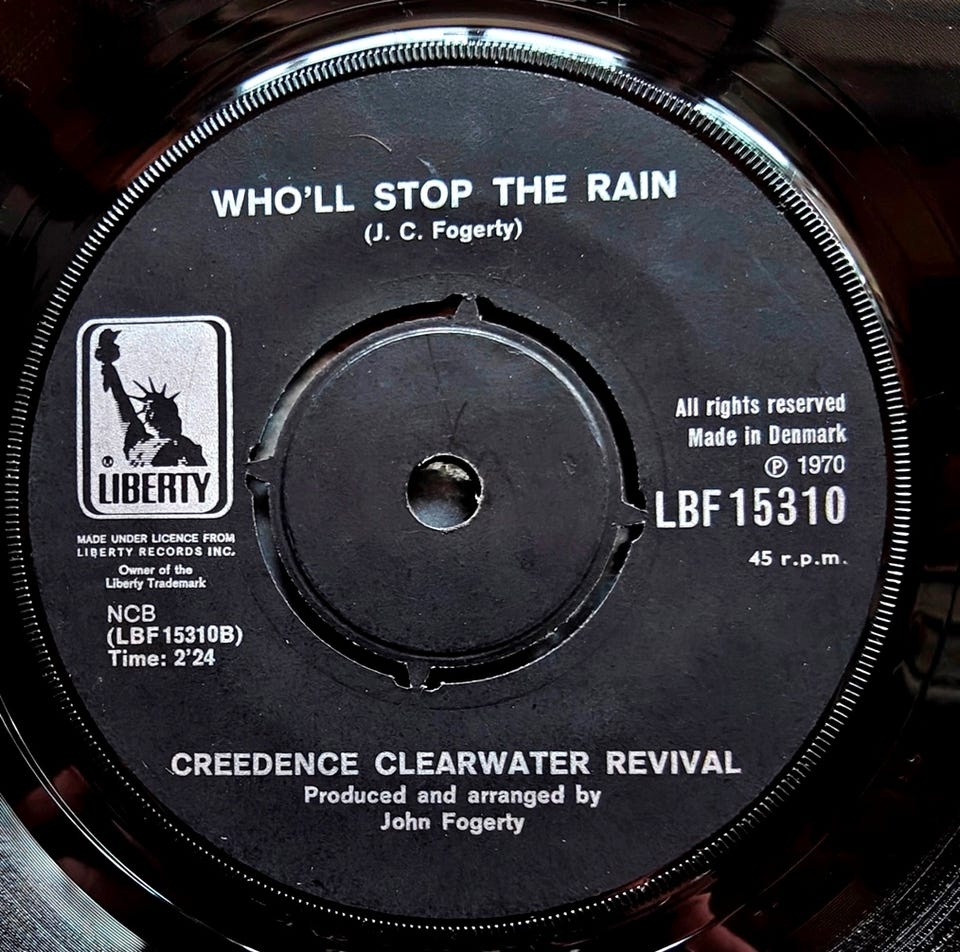 WHO'LL STOP THE RAIN
(J. C. Fogerty)
® LIBERTY
MADE UNDER LICENCE FROM
LIBERTY RECORDS INC.
Owner of the
Liberty Trademark
NCB
(LBF 15310B)
Time: 2'24
All rights reserved
Made in Denmark
℗ 1970
LBF 15310
45 r.p.m.
CREEDENCE CLEARWATER REVIVAL
Produced and arranged by
John Fogerty